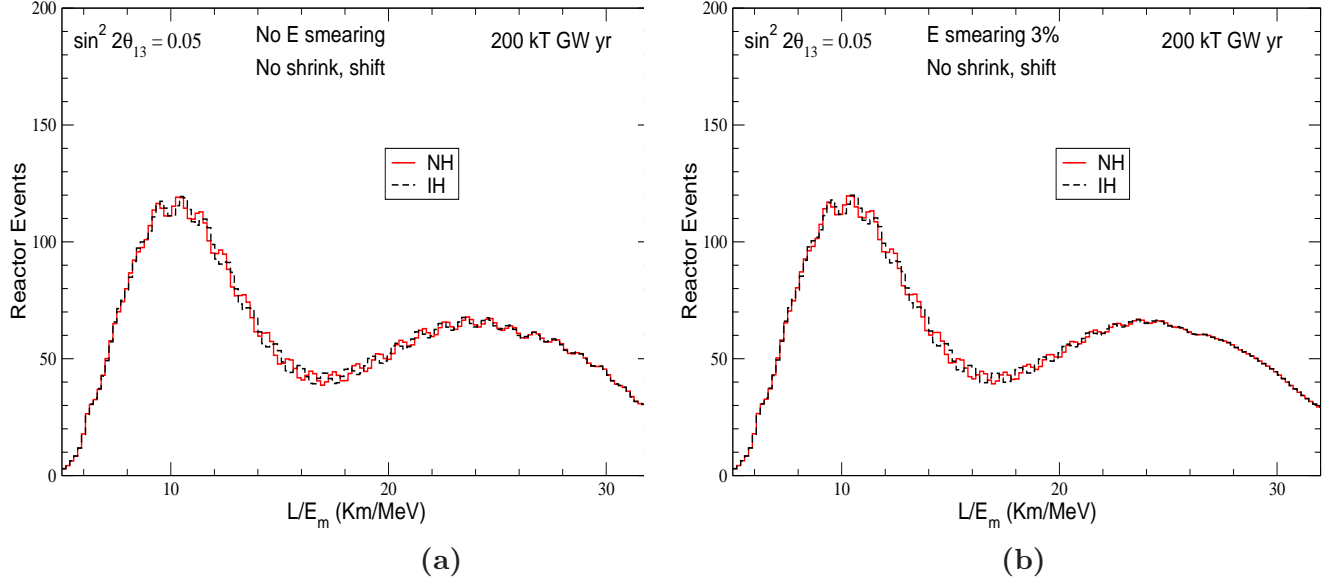 200
sin² 2θ₁₃ = 0.05
No E smearing
200 kT GW yr
No shrink, shift
150
NH
IH
100
50
0
Reactor Events
10
20
30
L/Eₘ (Km/MeV)
(a)
200
sin² 2θ₁₃ = 0.05
E smearing 3%
200 kT GW yr
No shrink, shift
150
NH
IH
100
50
0
Reactor Events
10
20
30
L/Eₘ (Km/MeV)
(b)